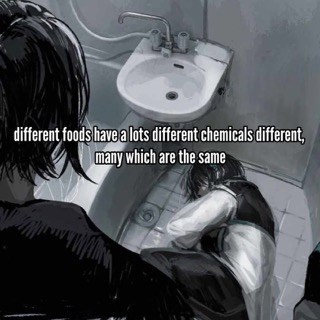 different foods have a lots different chemicals different,
many which are the same